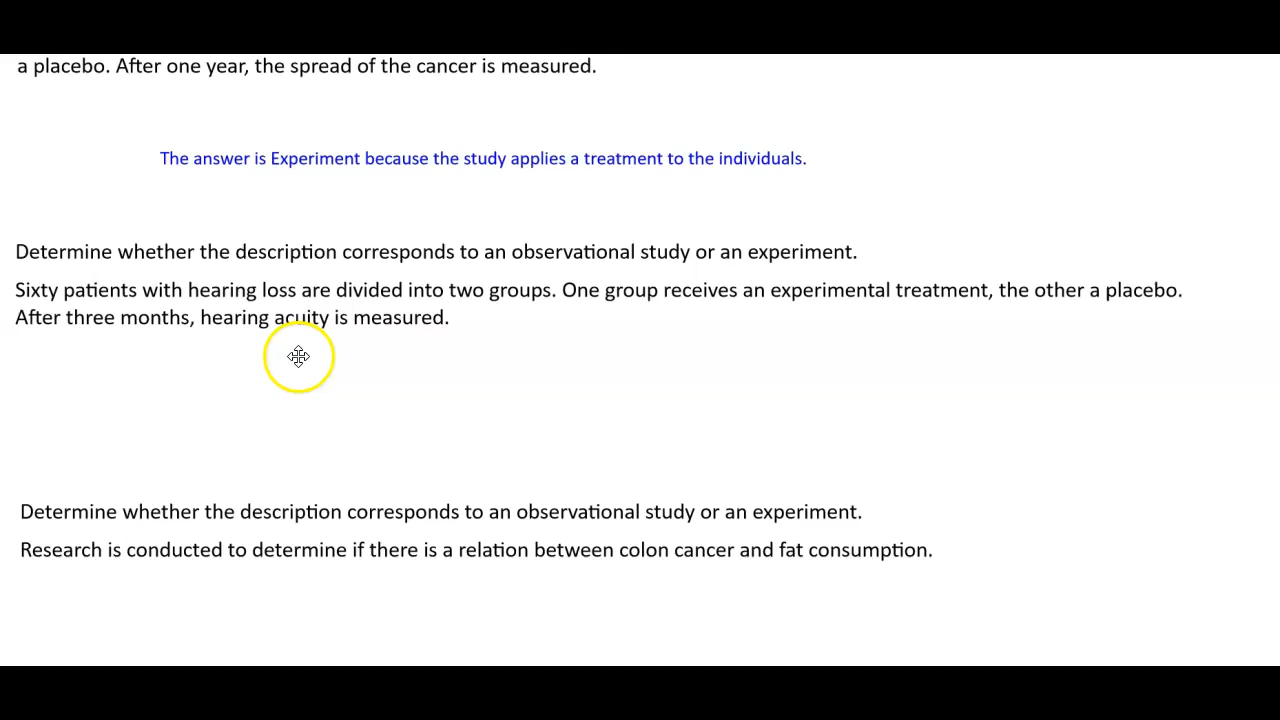 a placebo. After one year, the spread of the cancer is measured.
The answer is Experiment because the study applies a treatment to the individuals.
Determine whether the description corresponds to an observational study or an experiment.
Sixty patients with hearing loss are divided into two groups. One group receives an experimental treatment, the other a placebo.
After three months, hearing acuity is measured.
Determine whether the description corresponds to an observational study or an experiment.
Research is conducted to determine if there is a relation between colon cancer and fat consumption.